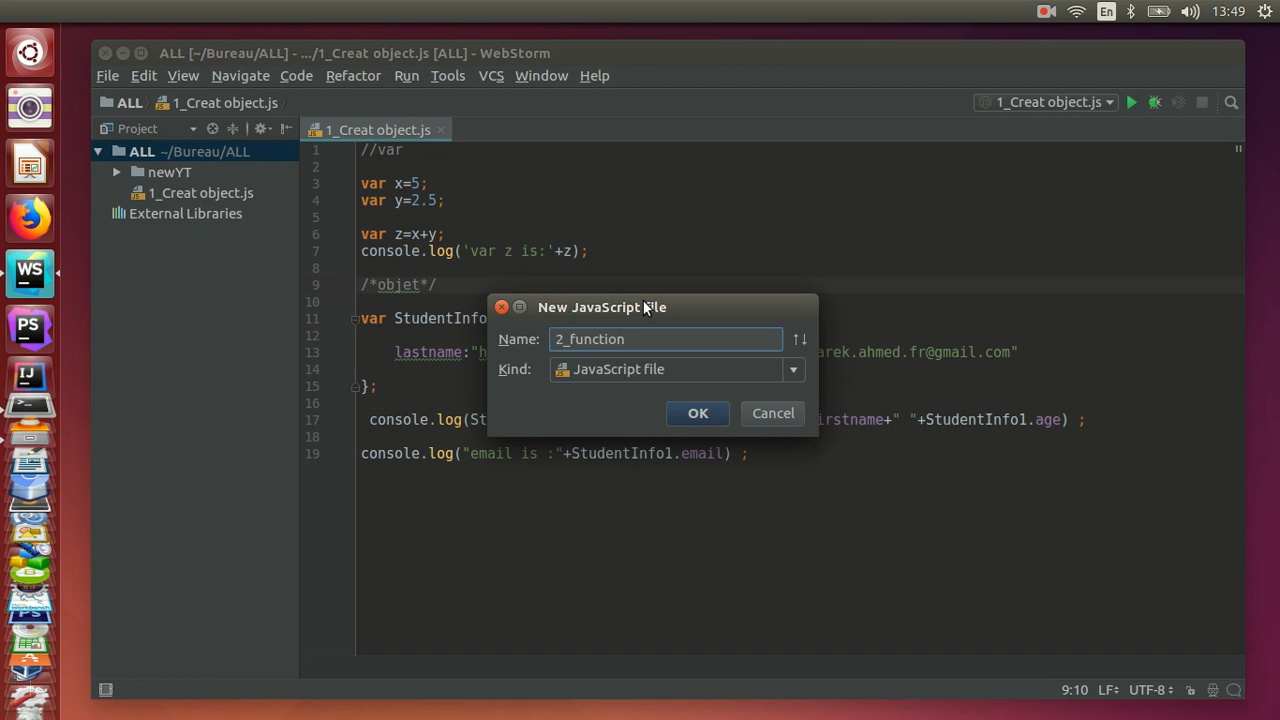 En
13:49
ALL [~/Bureau/ALL] - .../1_Creat object.js [ALL] - WebStorm
File Edit View Navigate Code Refactor Run Tools VCS Window Help
ALL 1_Creat object.js
1_Creat object.js
Project
1_Creat object.js
ALL ~/Bureau/ALL
newYT
1_Creat object.js
External Libraries
1 //var
2
3 var x=5;
4 var y=2.5;
5
6 var z=x+y;
7 console.log('var z is:'+z);
8
9 /*objet*/
10
11 var StudentInfo
12
13 lastname:"h arek.ahmed.fr@gmail.com"
14
15 };
16
17 console.log(St irstname+" "+StudentInfo1.age) ;
18
19 console.log("email is :"+StudentInfo1.email) ;
New JavaScript File
Name: 2_function
Kind: JavaScript file
OK Cancel
WS
PS
IJ
9:10 LF UTF-8